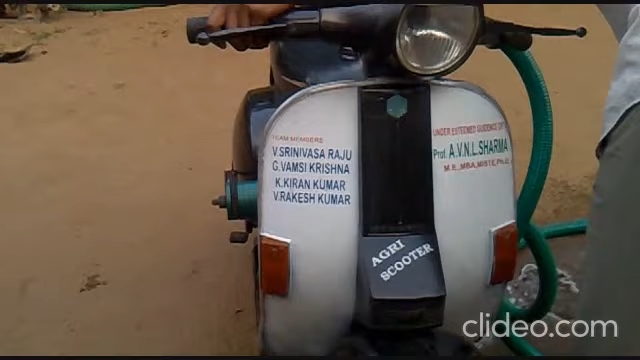 TEAM MEMBERS
V.SRINIVASA RAJU
G.VAMSI KRISHNA
K.KIRAN KUMAR
V.RAKESH KUMAR
UNDER ESTEEMED GUIDENCE OF
Prof. A.V.N.L.SHARMA
M.E.,MBA,MISTE,Ph.D
AGRI
SCOOTER
clideo.com